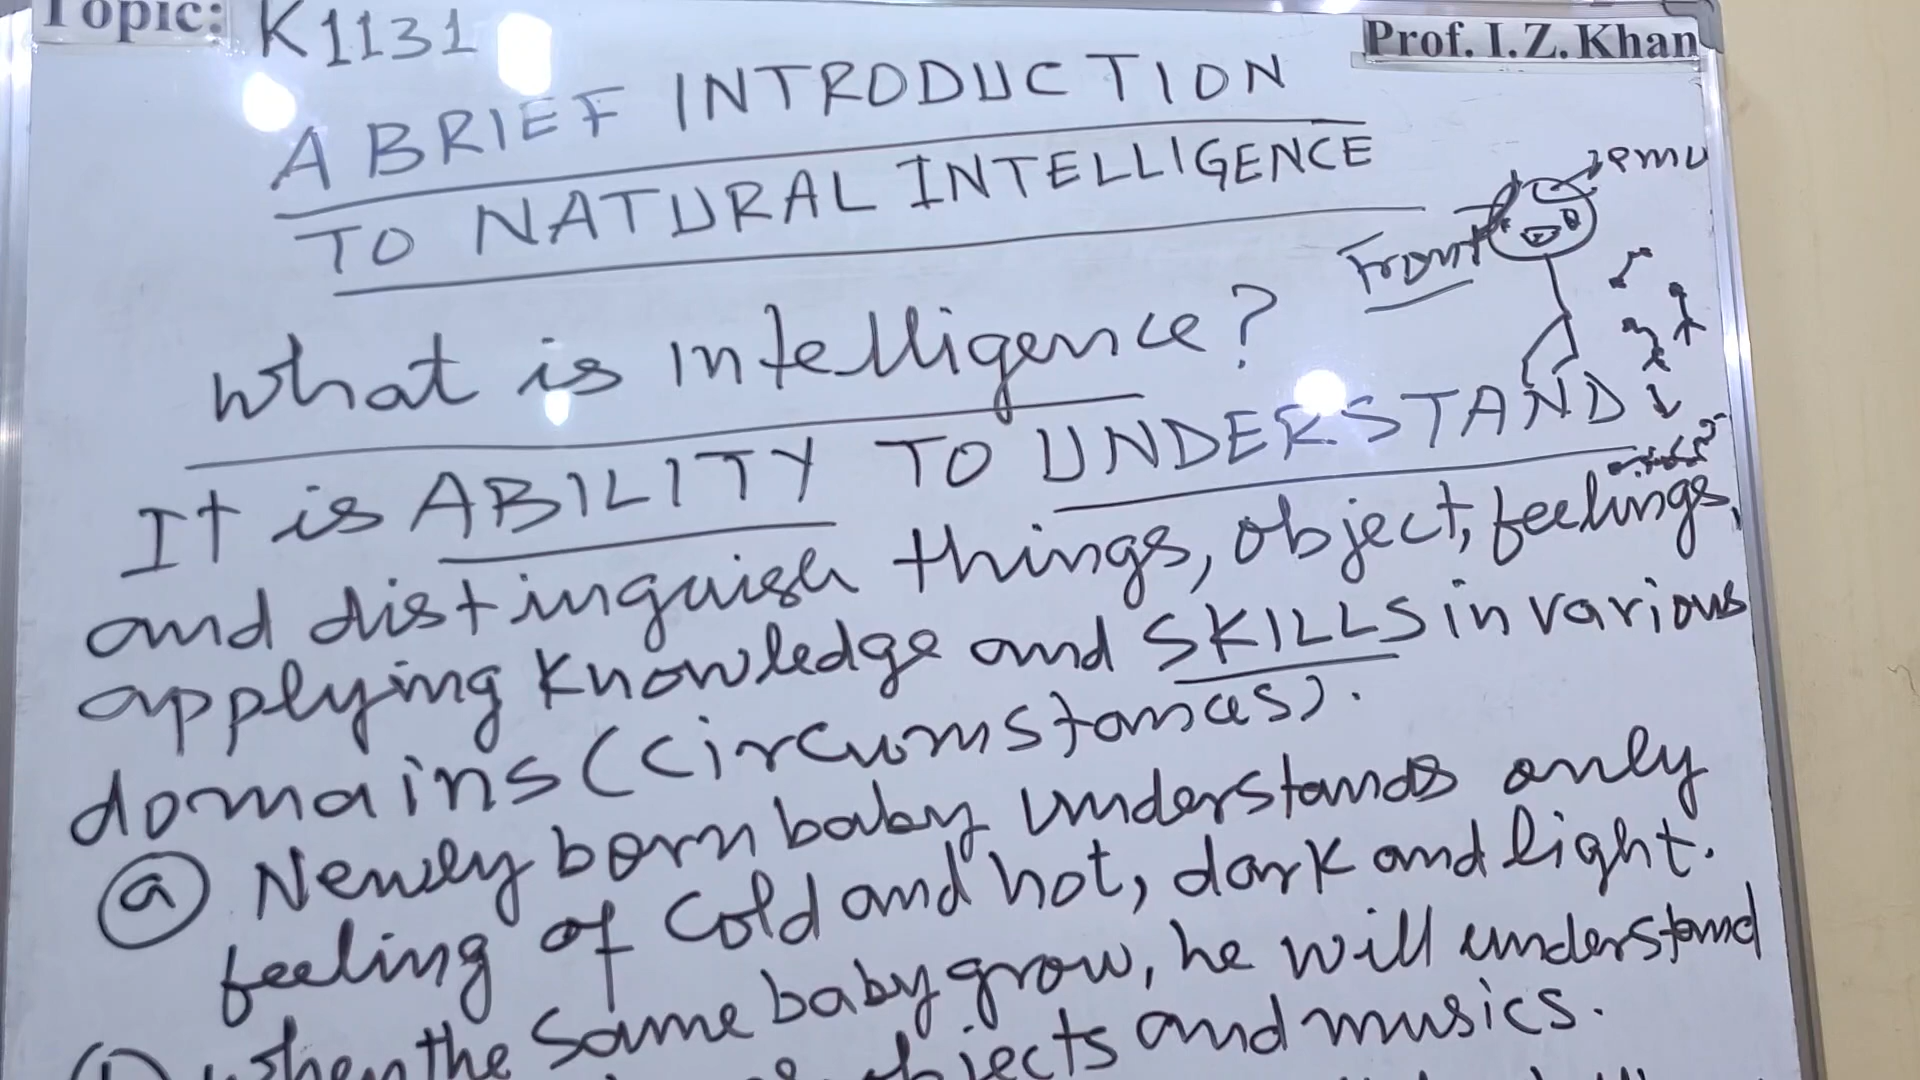 Topic: K1131
Prof. I.Z. Khan
A BRIEF INTRODUCTION
TO NATURAL INTELLIGENCE
Front
What is intelligence?
It is ABILITY TO UNDERSTAND
and distinguish things, object, feelings,
applying knowledge and SKILLS in various
domains (circumstances).
(a) Newly born baby understands only
feeling of cold and hot, dark and light.
When the same baby grow, he will understand
objects and musics.